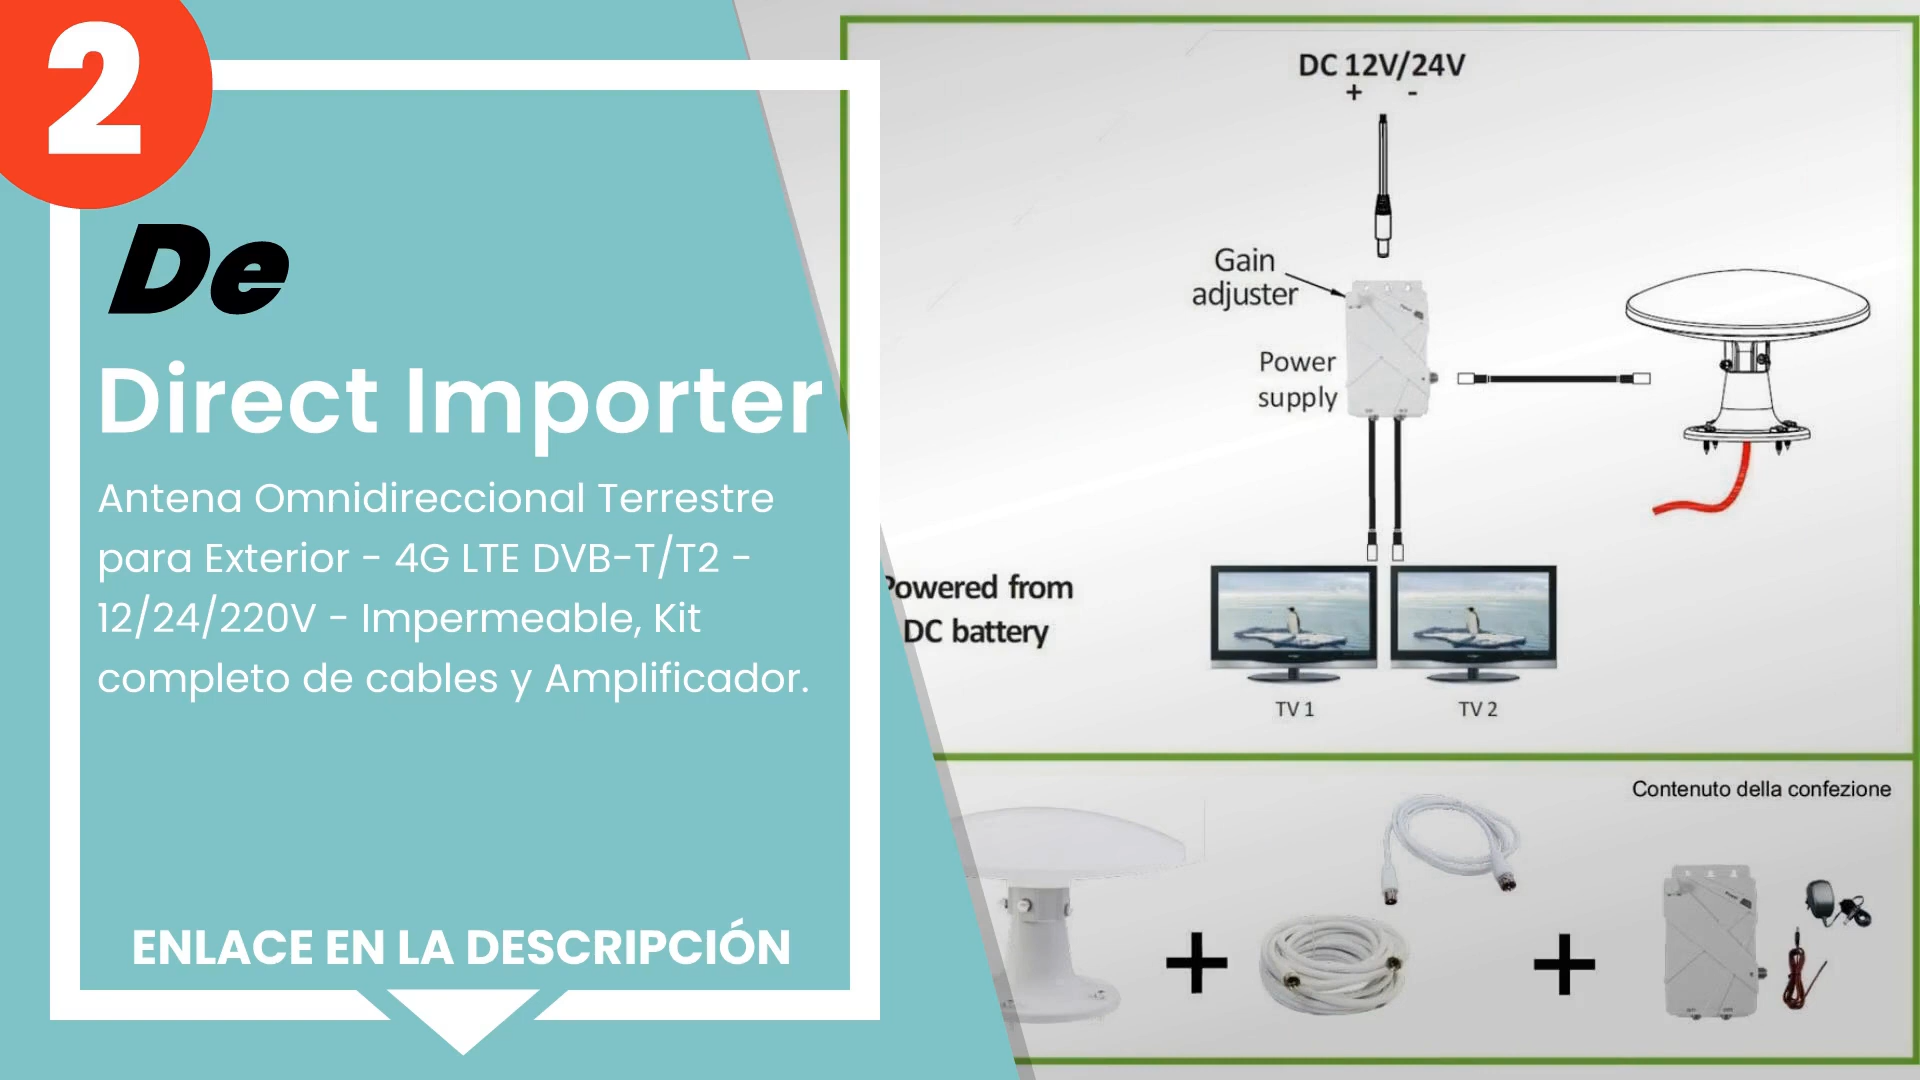 2
De
Direct Importer
Antena Omnidireccional Terrestre
para Exterior - 4G LTE DVB-T/T2 -
12/24/220V - Impermeable, Kit
completo de cables y Amplificador.
ENLACE EN LA DESCRIPCIÓN
DC 12V/24V
+ -
Gain
adjuster
Power
supply
Powered from
DC battery
TV 1
TV 2
Contenuto della confezione
+
+